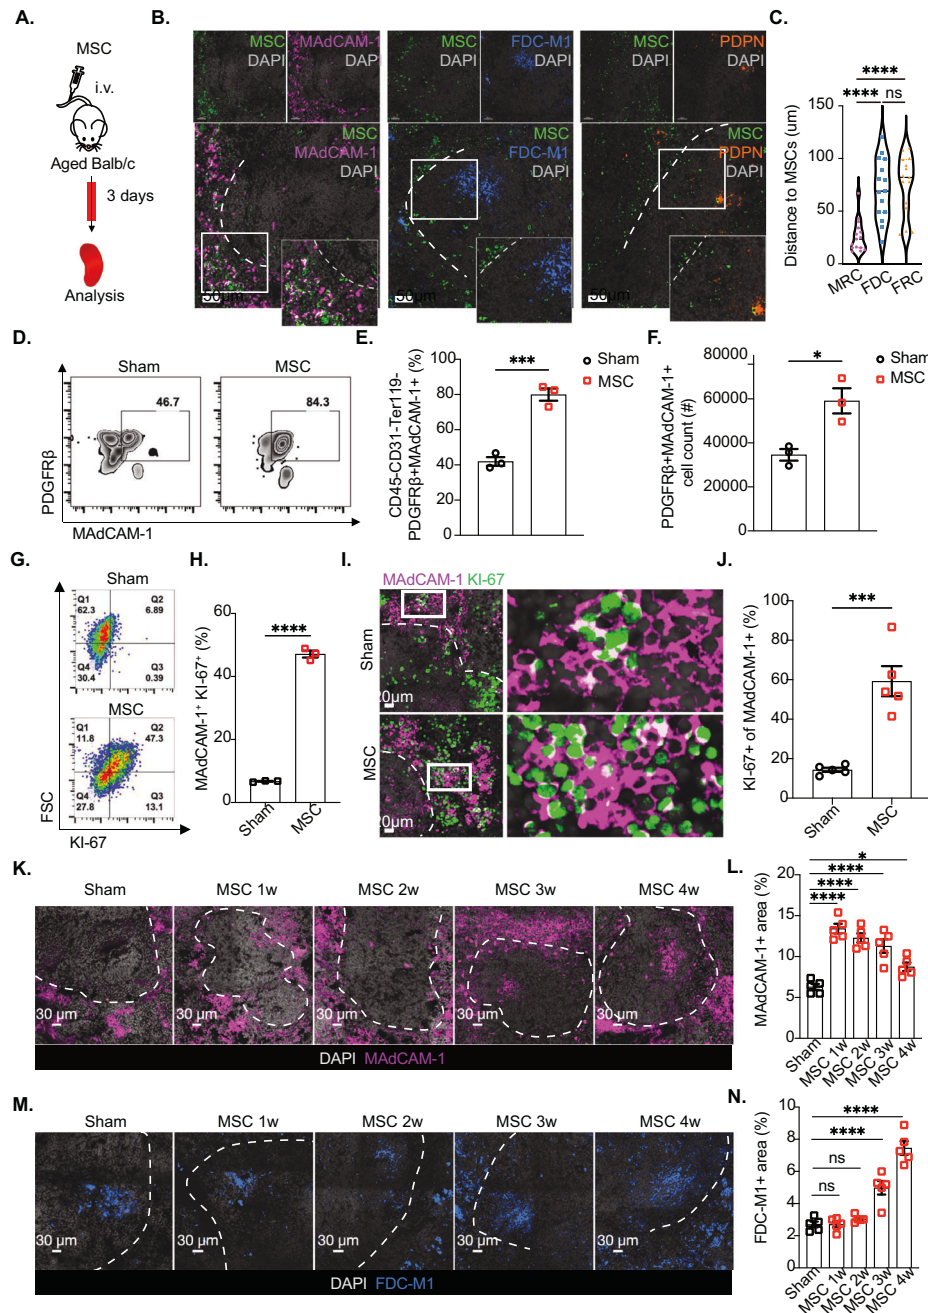 A.
MSC
i.v.
Aged Balb/c
3 days
Analysis
B.
MSC
DAPI
MAdCAM-1
DAPI
MSC
DAPI
FDC-M1
DAPI
MSC
DAPI
PDPN
DAPI
MSC
MAdCAM-1
DAPI
50μm
MSC
FDC-M1
DAPI
50μm
MSC
PDPN
DAPI
50μm
C.
**** 
**** ns
Distance to MSCs (um)
150
100
50
0
MRC
FDC
FRC
D.
Sham
MSC
46.7
84.3
PDGFRβ
MAdCAM-1
E.
CD45-CD31-Ter19-
PDGFRβ+MAdCAM-1+ (%)
100
80
60
40
20
0
***
Sham
MSC
F.
PDGFRβ+MAdCAM-1+
cell count (#)
80000
60000
40000
20000
0
*
Sham
MSC
G.
Sham
Q1
62.3
Q2
6.89
Q4
30.4
Q3
0.39
MSC
Q1
11.8
Q2
47.3
Q4
27.8
Q3
13.1
FSC
KI-67
H.
MAdCAM-1⁺ KI-67⁺ (%)
60
40
20
0
****
Sham
MSC
I.
MAdCAM-1 KI-67
Sham
20μm
MSC
20μm
J.
KI-67+ of MAdCAM-1+ (%)
100
80
60
40
20
0
***
Sham
MSC
K.
Sham
MSC 1w
MSC 2w
MSC 3w
MSC 4w
30 μm
30 μm
30 μm
30 μm
30 μm
DAPI MAdCAM-1
L.
MAdCAM-1+ area (%)
20
15
10
5
0
*
****
****
****
Sham
MSC 1w
MSC 2w
MSC 3w
MSC 4w
M.
Sham
MSC 1w
MSC 2w
MSC 3w
MSC 4w
30 μm
30 μm
30 μm
30 μm
30 μm
DAPI FDC-M1
N.
FDC-M1+ area (%)
10
8
6
4
2
0
****
****
ns
ns
Sham
MSC 1w
MSC 2w
MSC 3w
MSC 4w